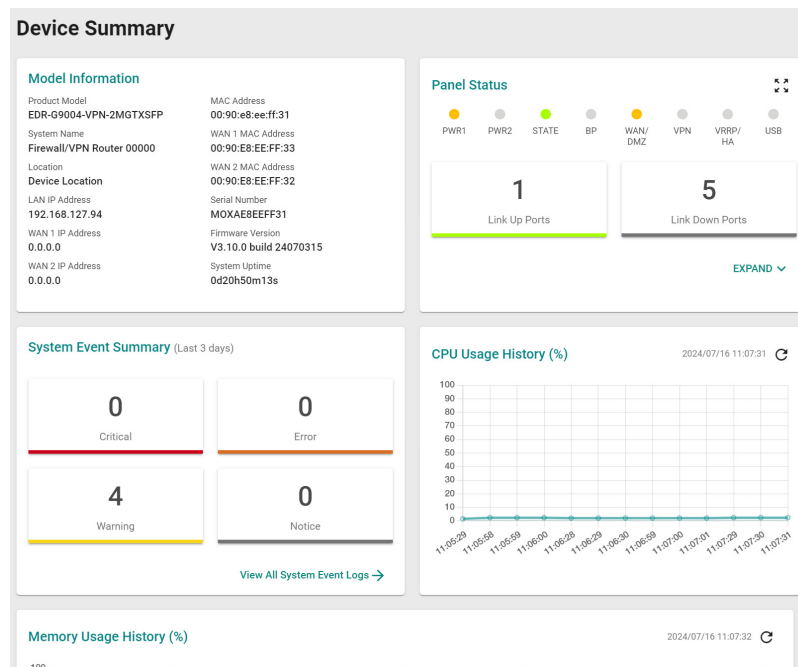 Device Summary
Model Information
Product Model
EDR-G9004-VPN-2MGTXSFP
System Name
Firewall/VPN Router 00000
Location
Device Location
LAN IP Address
192.168.127.94
WAN 1 IP Address
0.0.0.0
WAN 2 IP Address
0.0.0.0
MAC Address
00:90:e8:ee:ff:31
WAN 1 MAC Address
00:90:E8:EE:FF:33
WAN 2 MAC Address
00:90:E8:EE:FF:32
Serial Number
MOXAE8EEFF31
Firmware Version
V3.10.0 build 24070315
System Uptime
0d20h50m13s
Panel Status
PWR1
PWR2
STATE
BP
WAN/
DMZ
VPN
VRRP/
HA
USB
1
Link Up Ports
5
Link Down Ports
EXPAND
System Event Summary (Last 3 days)
0
Critical
0
Error
4
Warning
0
Notice
View All System Event Logs
CPU Usage History (%)
2024/07/16 11:07:31
100
90
80
70
60
50
40
30
20
10
0
11:05:29
11:05:58
11:05:59
11:06:00
11:06:28
11:06:29
11:06:30
11:06:59
11:07:00
11:07:01
11:07:29
11:07:30
11:07:31
Memory Usage History (%)
2024/07/16 11:07:32
100